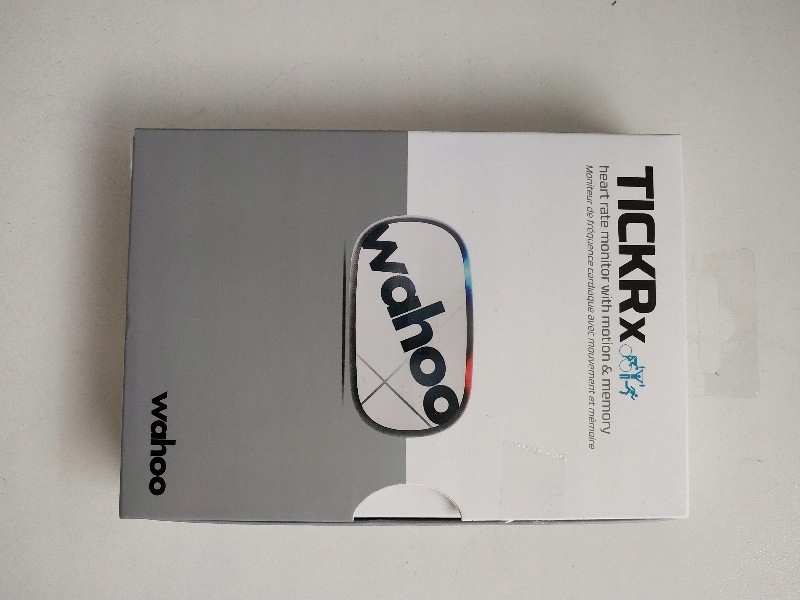 TICKRx
heart rate monitor with motion & memory
Moniteur de fréquence cardiaque avec mouvement et mémoire
wahoo
wahoo